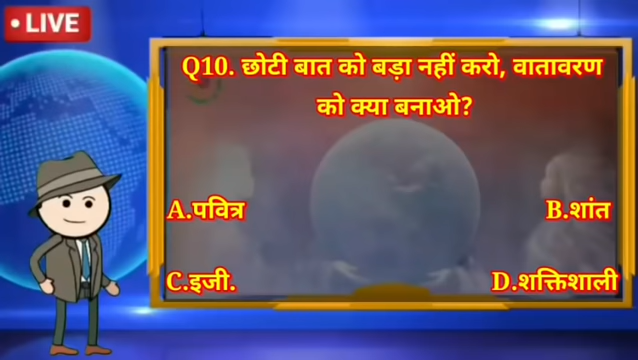 • LIVE
Q10. छोटी बात को बड़ा नहीं करो, वातावरण
को क्या बनाओ?
A.पवित्र
B.शांत
C.इजी.
D.शक्तिशाली